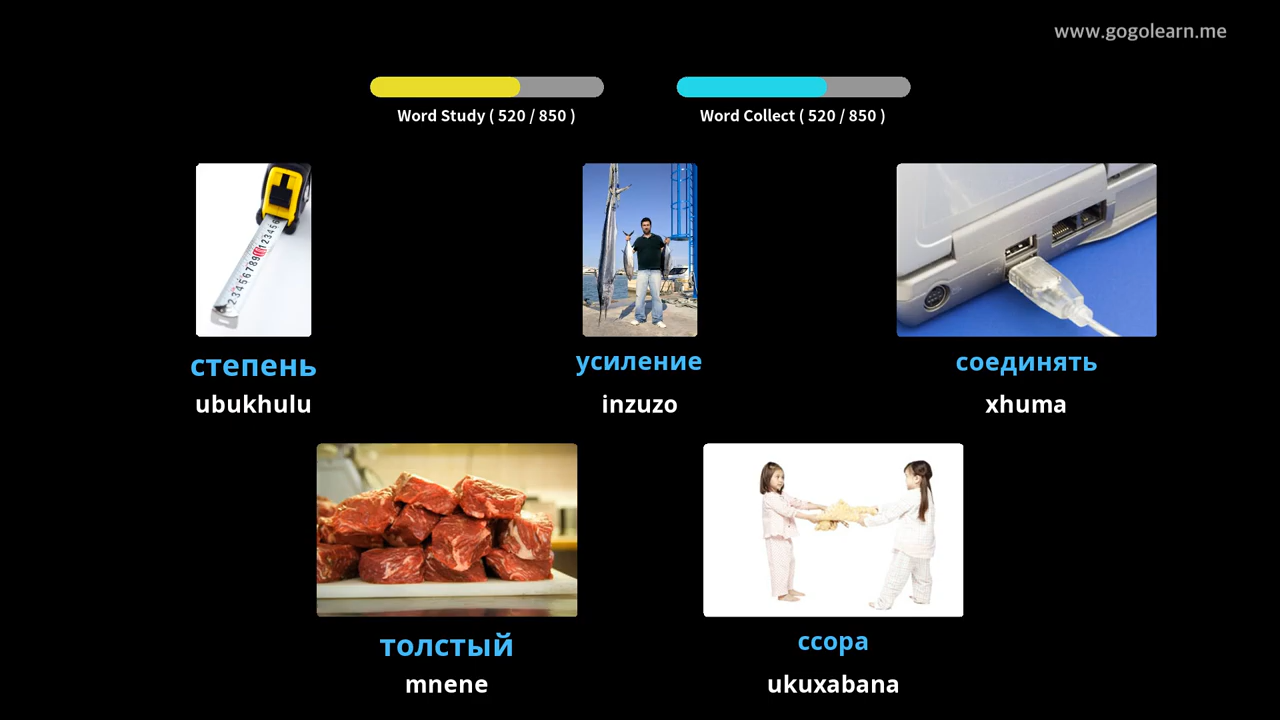 www.gogolearn.me
Word Study ( 520 / 850 )
Word Collect ( 520 / 850 )
степень
ubukhulu
усиление
inzuzo
соединять
xhuma
толстый
mnene
ссора
ukuxabana